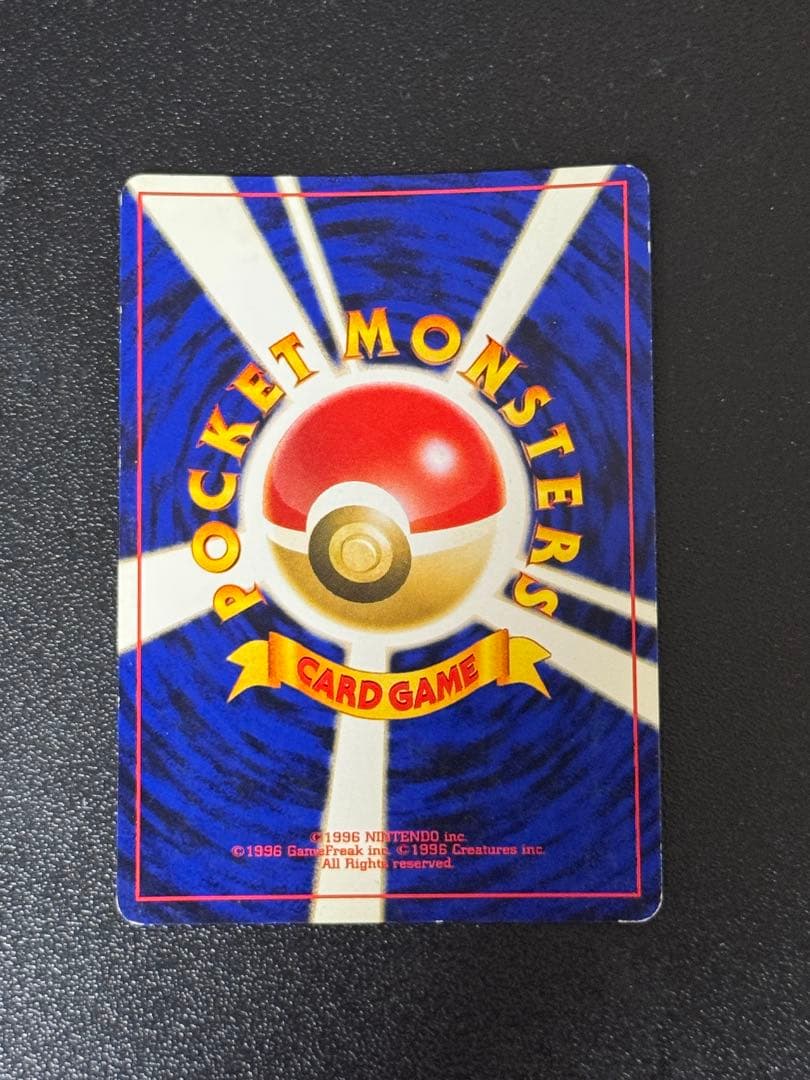 POCKET MONSTERS
CARD GAME
©1996 NINTENDO inc.
©1996 GameFreak inc. ©1996 Creatures inc.
All Rights reserved.